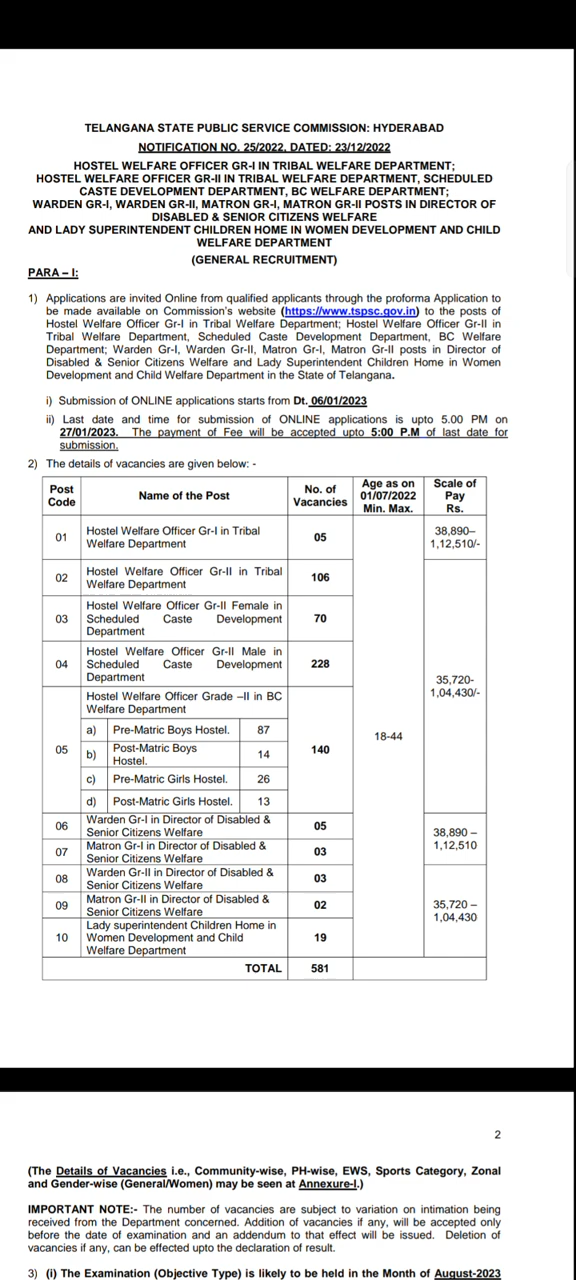 TELANGANA STATE PUBLIC SERVICE COMMISSION: HYDERABAD
NOTIFICATION NO. 25/2022, DATED: 23/12/2022
HOSTEL WELFARE OFFICER GR-I IN TRIBAL WELFARE DEPARTMENT;
HOSTEL WELFARE OFFICER GR-II IN TRIBAL WELFARE DEPARTMENT, SCHEDULED
CASTE DEVELOPMENT DEPARTMENT, BC WELFARE DEPARTMENT;
WARDEN GR-I, WARDEN GR-II, MATRON GR-I, MATRON GR-II POSTS IN DIRECTOR OF
DISABLED & SENIOR CITIZENS WELFARE
AND LADY SUPERINTENDENT CHILDREN HOME IN WOMEN DEVELOPMENT AND CHILD
WELFARE DEPARTMENT
(GENERAL RECRUITMENT)
PARA – I:
1) Applications are invited Online from qualified applicants through the proforma Application to
be made available on Commission's website (https://www.tspsc.gov.in) to the posts of
Hostel Welfare Officer Gr-I in Tribal Welfare Department; Hostel Welfare Officer Gr-II in
Tribal Welfare Department, Scheduled Caste Development Department, BC Welfare
Department; Warden Gr-I, Warden Gr-II, Matron Gr-I, Matron Gr-II posts in Director of
Disabled & Senior Citizens Welfare and Lady Superintendent Children Home in Women
Development and Child Welfare Department in the State of Telangana.
i) Submission of ONLINE applications starts from Dt. 06/01/2023
ii) Last date and time for submission of ONLINE applications is upto 5.00 PM on
27/01/2023. The payment of Fee will be accepted upto 5:00 P.M of last date for
submission.
2) The details of vacancies are given below: -
Post Code Name of the Post No. of Vacancies Age as on 01/07/2022 Min. Max. Scale of Pay Rs.
01 Hostel Welfare Officer Gr-I in Tribal
Welfare Department 05 38,890–
1,12,510/-
02 Hostel Welfare Officer Gr-II in Tribal
Welfare Department 106
03 Hostel Welfare Officer Gr-II Female in
Scheduled Caste Development
Department 70
04 Hostel Welfare Officer Gr-II Male in
Scheduled Caste Development
Department 228
35,720-
1,04,430/-
05 Hostel Welfare Officer Grade –II in BC
Welfare Department 140
a) Pre-Matric Boys Hostel. 87
18-44
b) Post-Matric Boys
Hostel. 14
c) Pre-Matric Girls Hostel. 26
d) Post-Matric Girls Hostel. 13
06 Warden Gr-I in Director of Disabled &
Senior Citizens Welfare 05
38,890 –
1,12,510
07 Matron Gr-I in Director of Disabled &
Senior Citizens Welfare 03
08 Warden Gr-II in Director of Disabled &
Senior Citizens Welfare 03
09 Matron Gr-II in Director of Disabled &
Senior Citizens Welfare 02
35,720 –
1,04,430
10 Lady superintendent Children Home in
Women Development and Child
Welfare Department 19
TOTAL 581
2
(The Details of Vacancies i.e., Community-wise, PH-wise, EWS, Sports Category, Zonal
and Gender-wise (General/Women) may be seen at Annexure-I.)
IMPORTANT NOTE:- The number of vacancies are subject to variation on intimation being
received from the Department concerned. Addition of vacancies if any, will be accepted only
before the date of examination and an addendum to that effect will be issued. Deletion of
vacancies if any, can be effected upto the declaration of result.
3) (i) The Examination (Objective Type) is likely to be held in the Month of August-2023